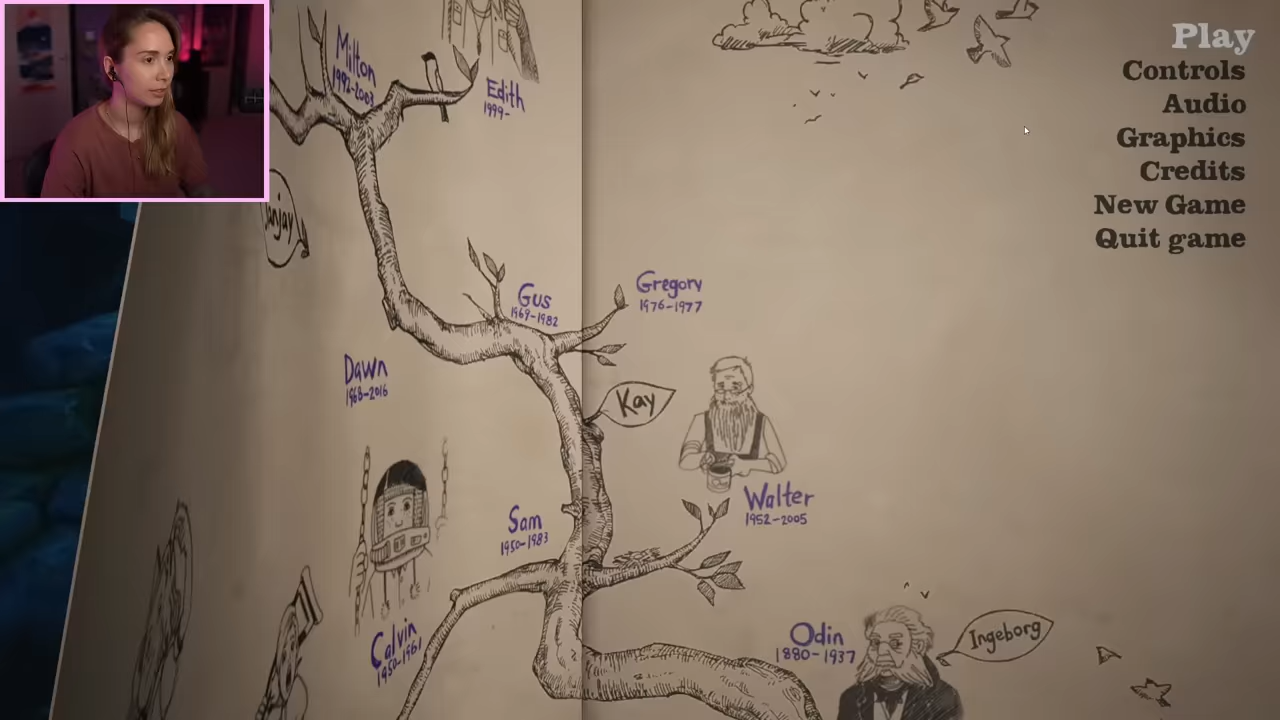 Play
Controls
Audio
Graphics
Credits
New Game
Quit game
Milton
1992-2003
Edith
1999-
Sanjay
Gus
1969-1982
Gregory
1976-1977
Dawn
1968-2016
Kay
Walter
1952-2005
Sam
1950-1983
Calvin
1950-1961
Odin
1880-1937
Ingeborg